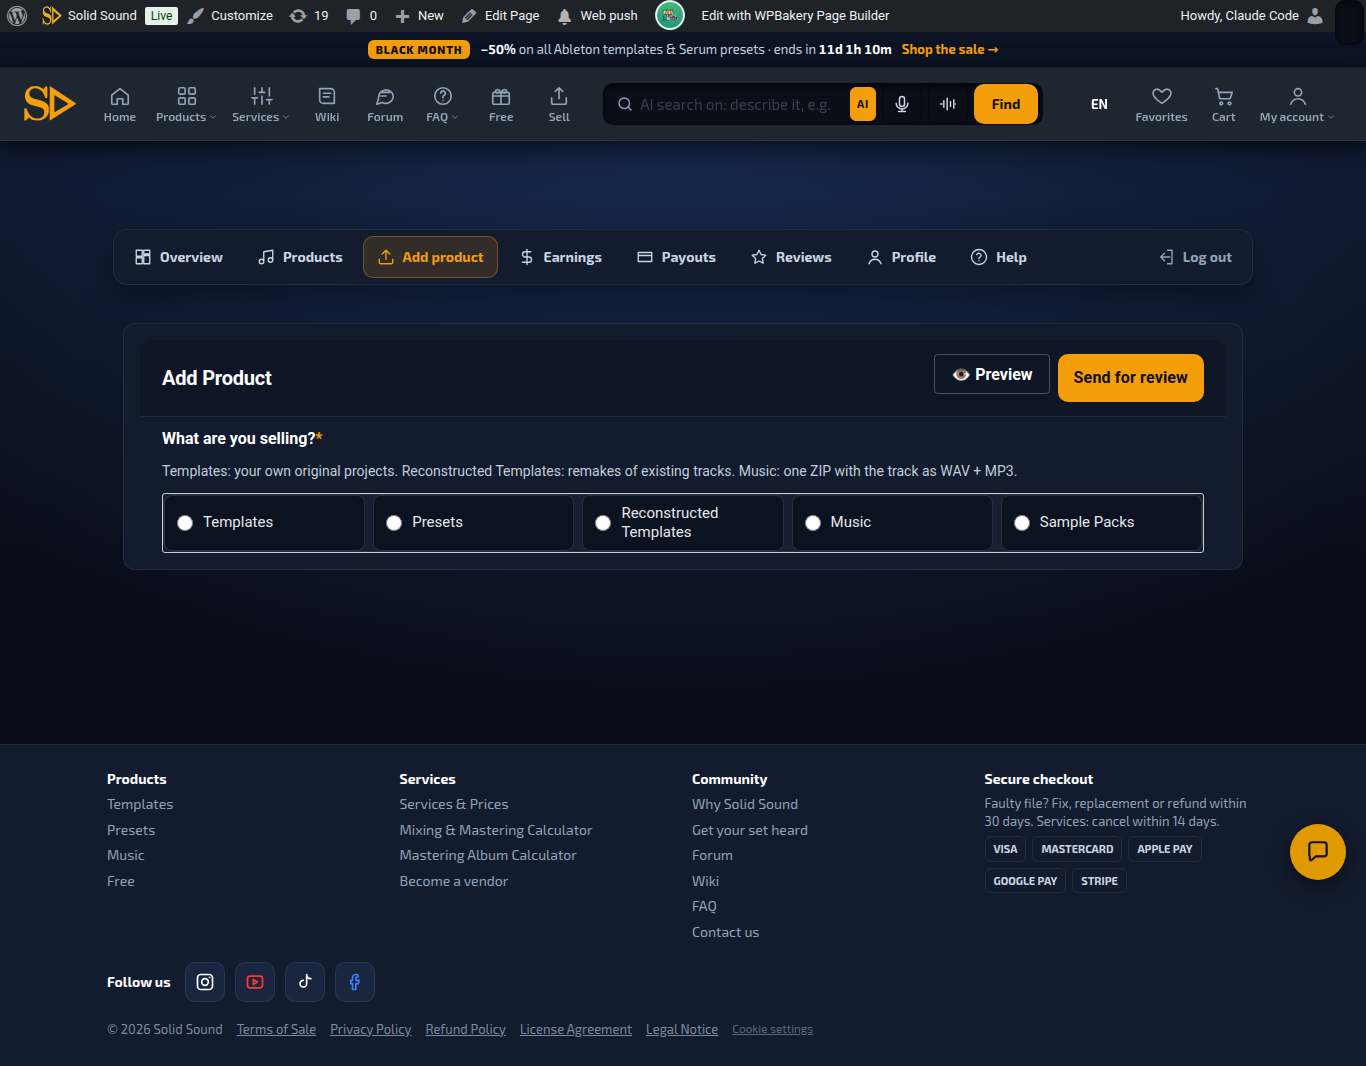 Solid Sound Live Customize 19 0 New Edit Page Web push Edit with WPBakery Page Builder Howdy, Claude Code
BLACK MONTH −50% on all Ableton templates & Serum presets · ends in 11d 1h 10m Shop the sale →
Home Products Services Wiki Forum FAQ Free Sell
AI search on: describe it, e.g. AI Find
EN Favorites Cart My account
Overview Products Add product Earnings Payouts Reviews Profile Help Log out
Add Product Preview Send for review
What are you selling?*
Templates: your own original projects. Reconstructed Templates: remakes of existing tracks. Music: one ZIP with the track as WAV + MP3.
Templates
Presets
Reconstructed
Templates
Music
Sample Packs
Products
Templates
Presets
Music
Free
Services
Services & Prices
Mixing & Mastering Calculator
Mastering Album Calculator
Become a vendor
Community
Why Solid Sound
Get your set heard
Forum
Wiki
FAQ
Contact us
Secure checkout
Faulty file? Fix, replacement or refund within
30 days. Services: cancel within 14 days.
VISA MASTERCARD APPLE PAY
GOOGLE PAY STRIPE
Follow us
© 2026 Solid Sound Terms of Sale Privacy Policy Refund Policy License Agreement Legal Notice Cookie settings